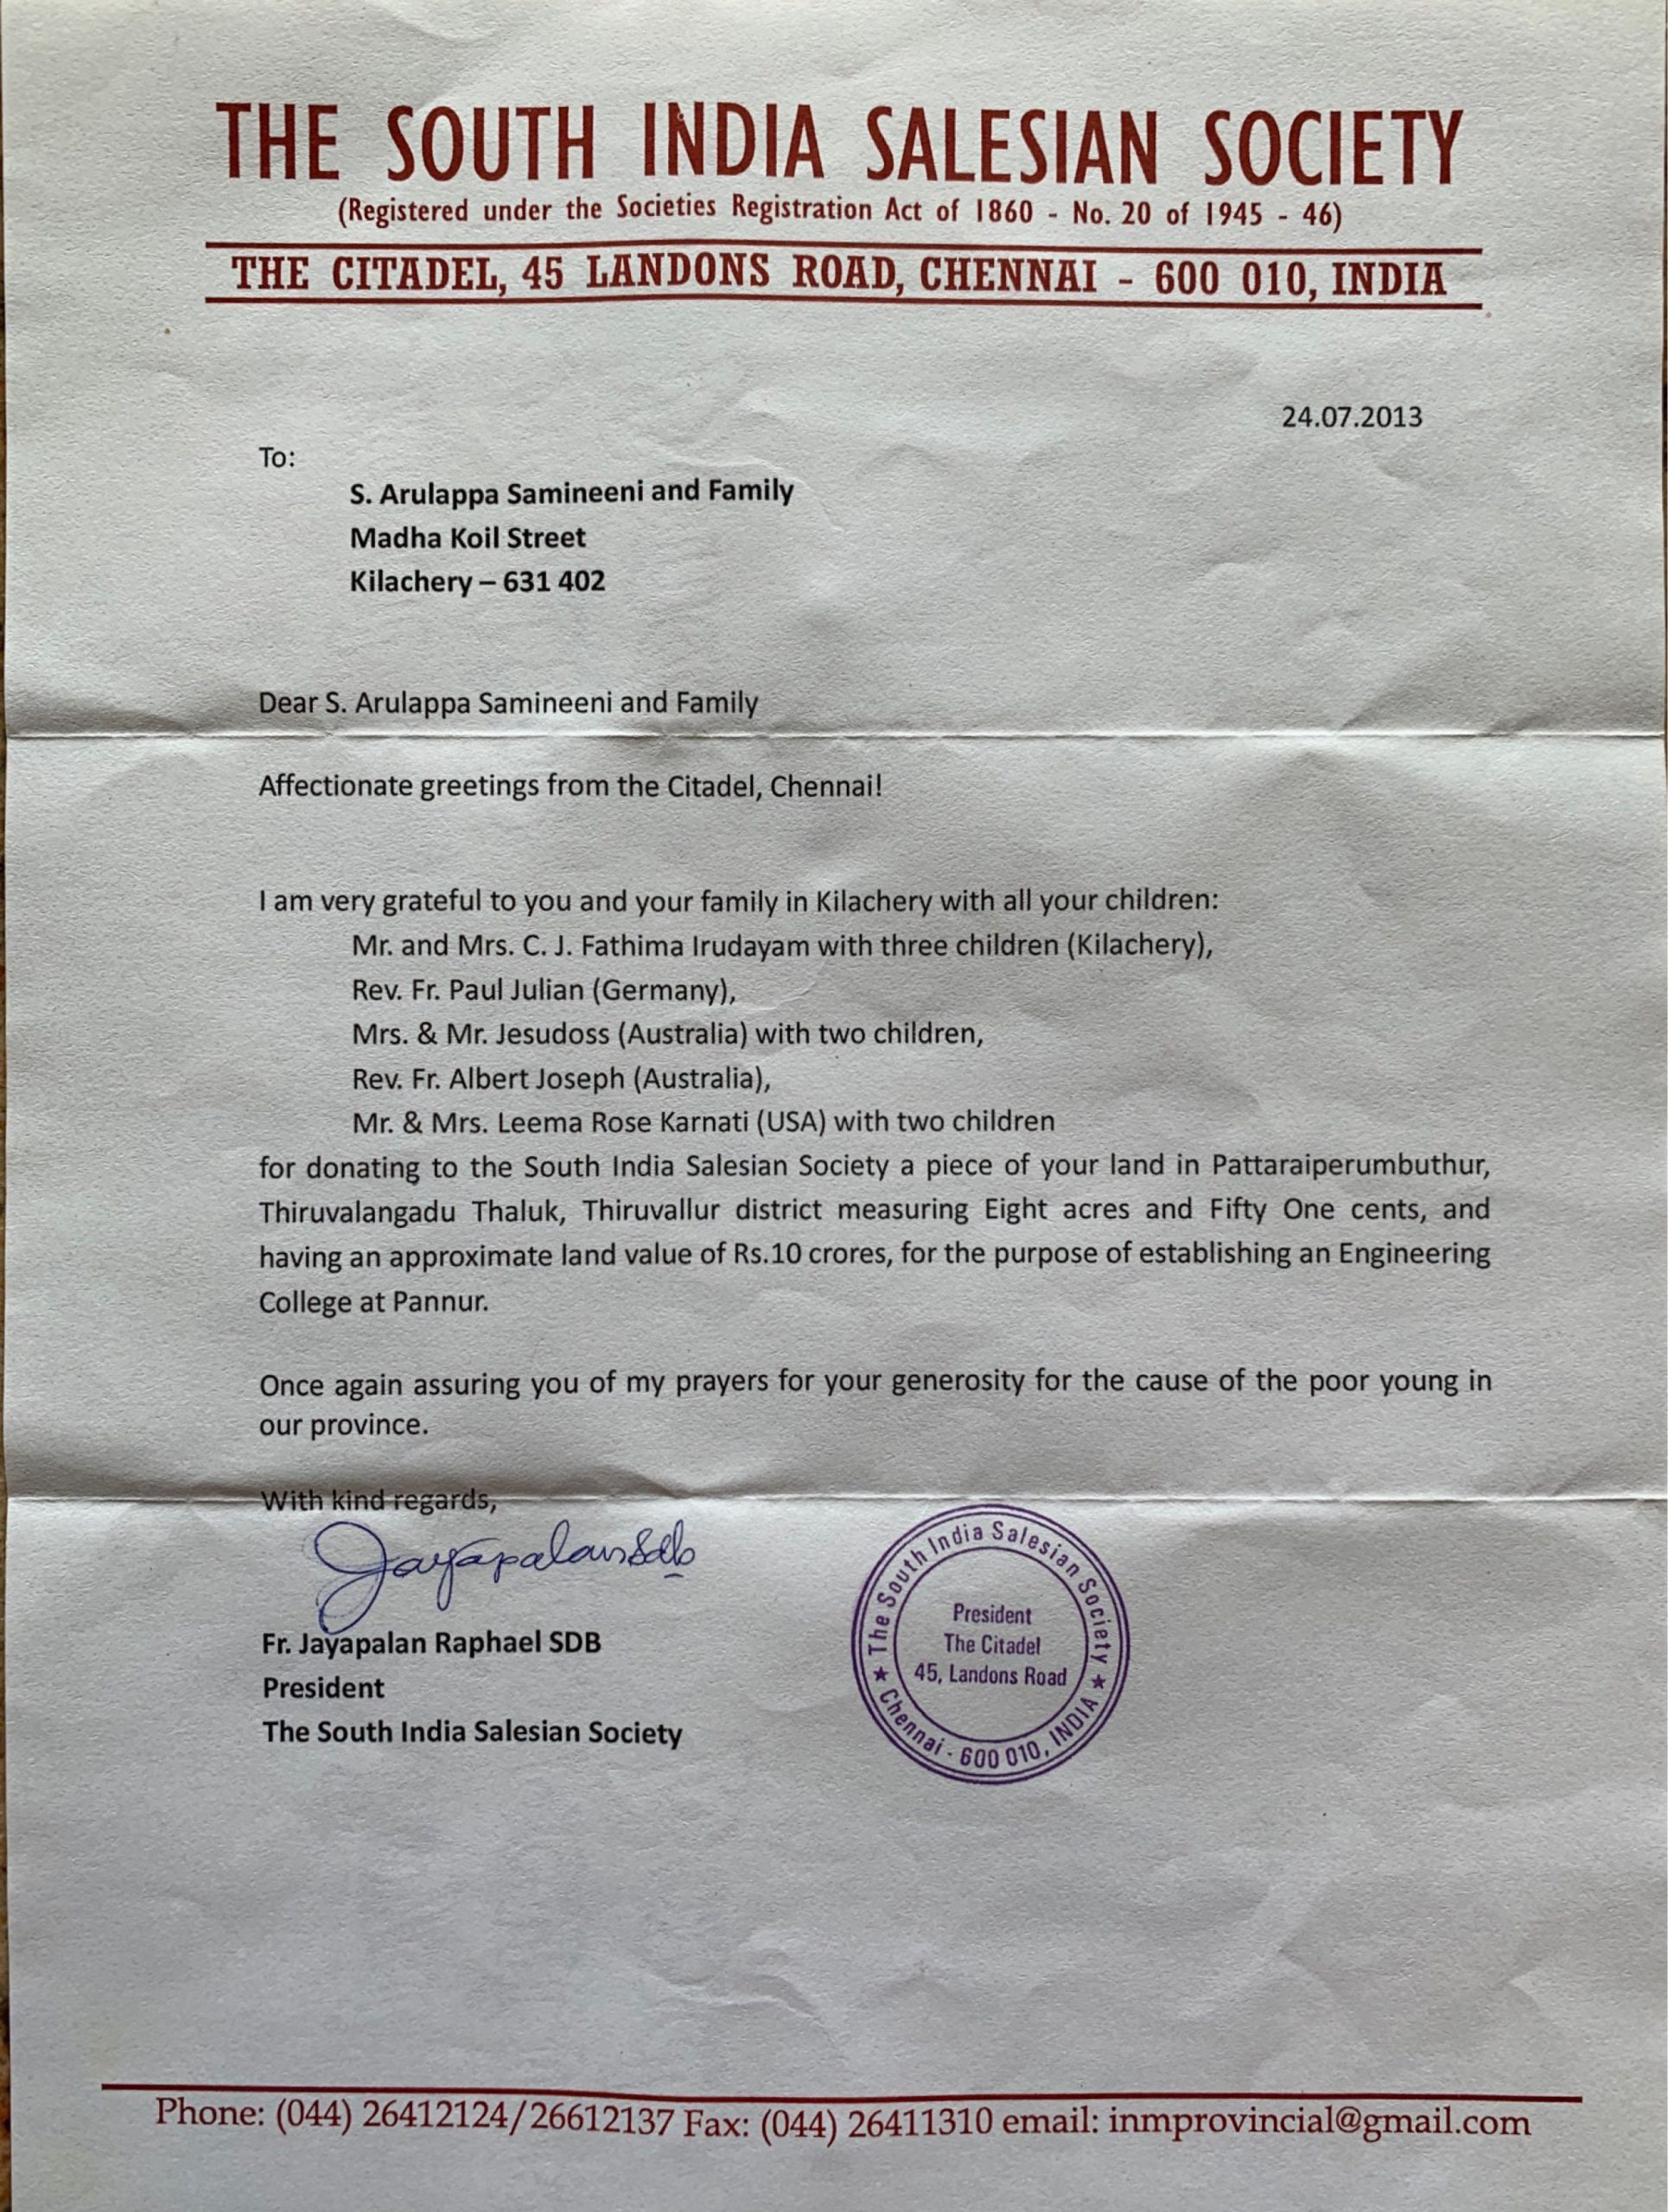 THE SOUTH INDIA SALESIAN SOCIETY
(Registered under the Societies Registration Act of 1860 - No. 20 of 1945 - 46)
THE CITADEL, 45 LANDONS ROAD, CHENNAI - 600 010, INDIA
24.07.2013
To:
S. Arulappa Samineeni and Family
Madha Koil Street
Kilachery – 631 402
Dear S. Arulappa Samineeni and Family
Affectionate greetings from the Citadel, Chennai!
I am very grateful to you and your family in Kilachery with all your children:
Mr. and Mrs. C. J. Fathima Irudayam with three children (Kilachery),
Rev. Fr. Paul Julian (Germany),
Mrs. & Mr. Jesudoss (Australia) with two children,
Rev. Fr. Albert Joseph (Australia),
Mr. & Mrs. Leema Rose Karnati (USA) with two children
for donating to the South India Salesian Society a piece of your land in Pattaraiperumbuthur,
Thiruvalangadu Thaluk, Thiruvallur district measuring Eight acres and Fifty One cents, and
having an approximate land value of Rs.10 crores, for the purpose of establishing an Engineering
College at Pannur.
Once again assuring you of my prayers for your generosity for the cause of the poor young in
our province.
With kind regards,
Jayapalan sdb
Fr. Jayapalan Raphael SDB
President
The South India Salesian Society
★ The South India Salesian Society ★
President
The Citadel
45, Landons Road
Chennai - 600 010, INDIA
Phone: (044) 26412124/26612137 Fax: (044) 26411310 email: inmprovincial@gmail.com